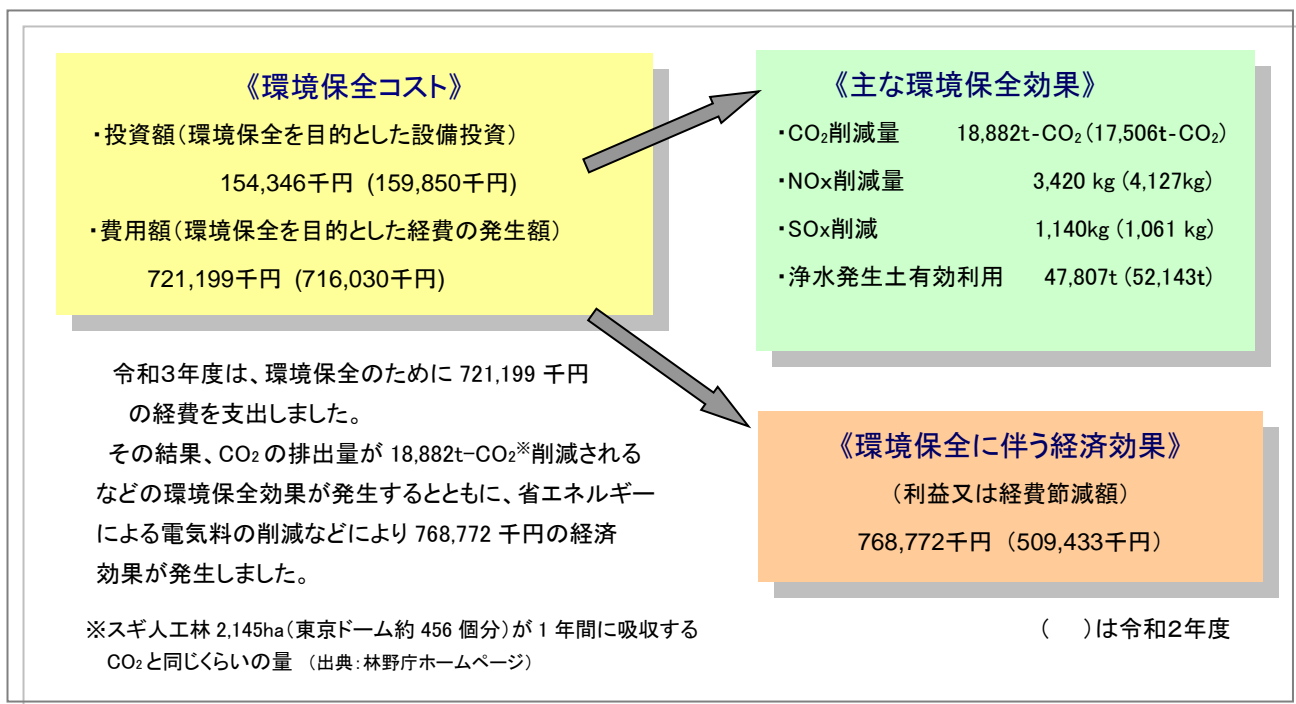 《環境保全コスト》
・投資額(環境保全を目的とした設備投資)
154,346千円 (159,850千円)
・費用額(環境保全を目的とした経費の発生額)
721,199千円 (716,030千円)
《主な環境保全効果》
・CO₂削減量 18,882t-CO₂(17,506t-CO₂)
・NOx削減量 3,420 kg (4,127kg)
・SOx削減 1,140kg (1,061 kg)
・浄水発生土有効利用 47,807t (52,143t)
令和3年度は、環境保全のために 721,199 千円
の経費を支出しました。
その結果、CO₂の排出量が 18,882t-CO₂※削減される
などの環境保全効果が発生するとともに、省エネルギー
による電気料の削減などにより 768,772 千円の経済
効果が発生しました。
《環境保全に伴う経済効果》
(利益又は経費節減額)
768,772千円 (509,433千円)
※スギ人工林 2,145ha(東京ドーム約 456 個分)が 1 年間に吸収する
CO₂と同じくらいの量 (出典:林野庁ホームページ)
( )は令和2年度